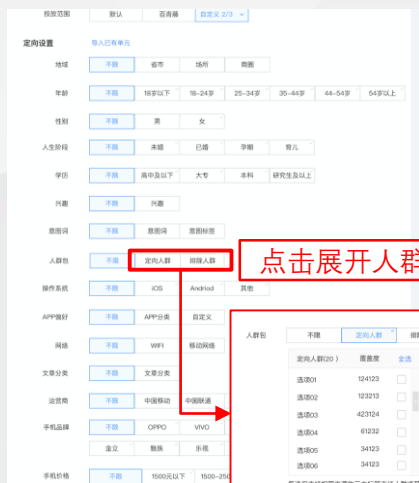 投放范围 默认 百青藤 自定义 2/3
定向设置 导入已有单元
地域 不限 省市 场所 商圈
年龄 不限 18岁以下 18-24岁 25-34岁 35-44岁 44-54岁 54岁以上
性别 不限 男 女
人生阶段 不限 未婚 已婚 孕期 育儿
学历 不限 高中及以下 大专 本科 研究生及以上
兴趣 不限 兴趣
意图词 不限 意图词 意图标签
人群包 不限 定向人群 排除人群
点击展开人群
操作系统 不限 iOS Andriod 其他
APP偏好 不限 APP分类 自定义
网络 不限 WIFI 移动网络
文章分类 不限 文章分类
运营商 不限 中国移动 中国联通
手机品牌 不限 OPPO VIVO
金立 魅族 乐视
手机价格 不限 1500元以下 1500-250
人群包 不限 定向人群
定向人群(20) 覆盖度 全选
选项01 124123
选项02 123213
选项03 423124
选项04 61232
选项05 34123
选项06 34123